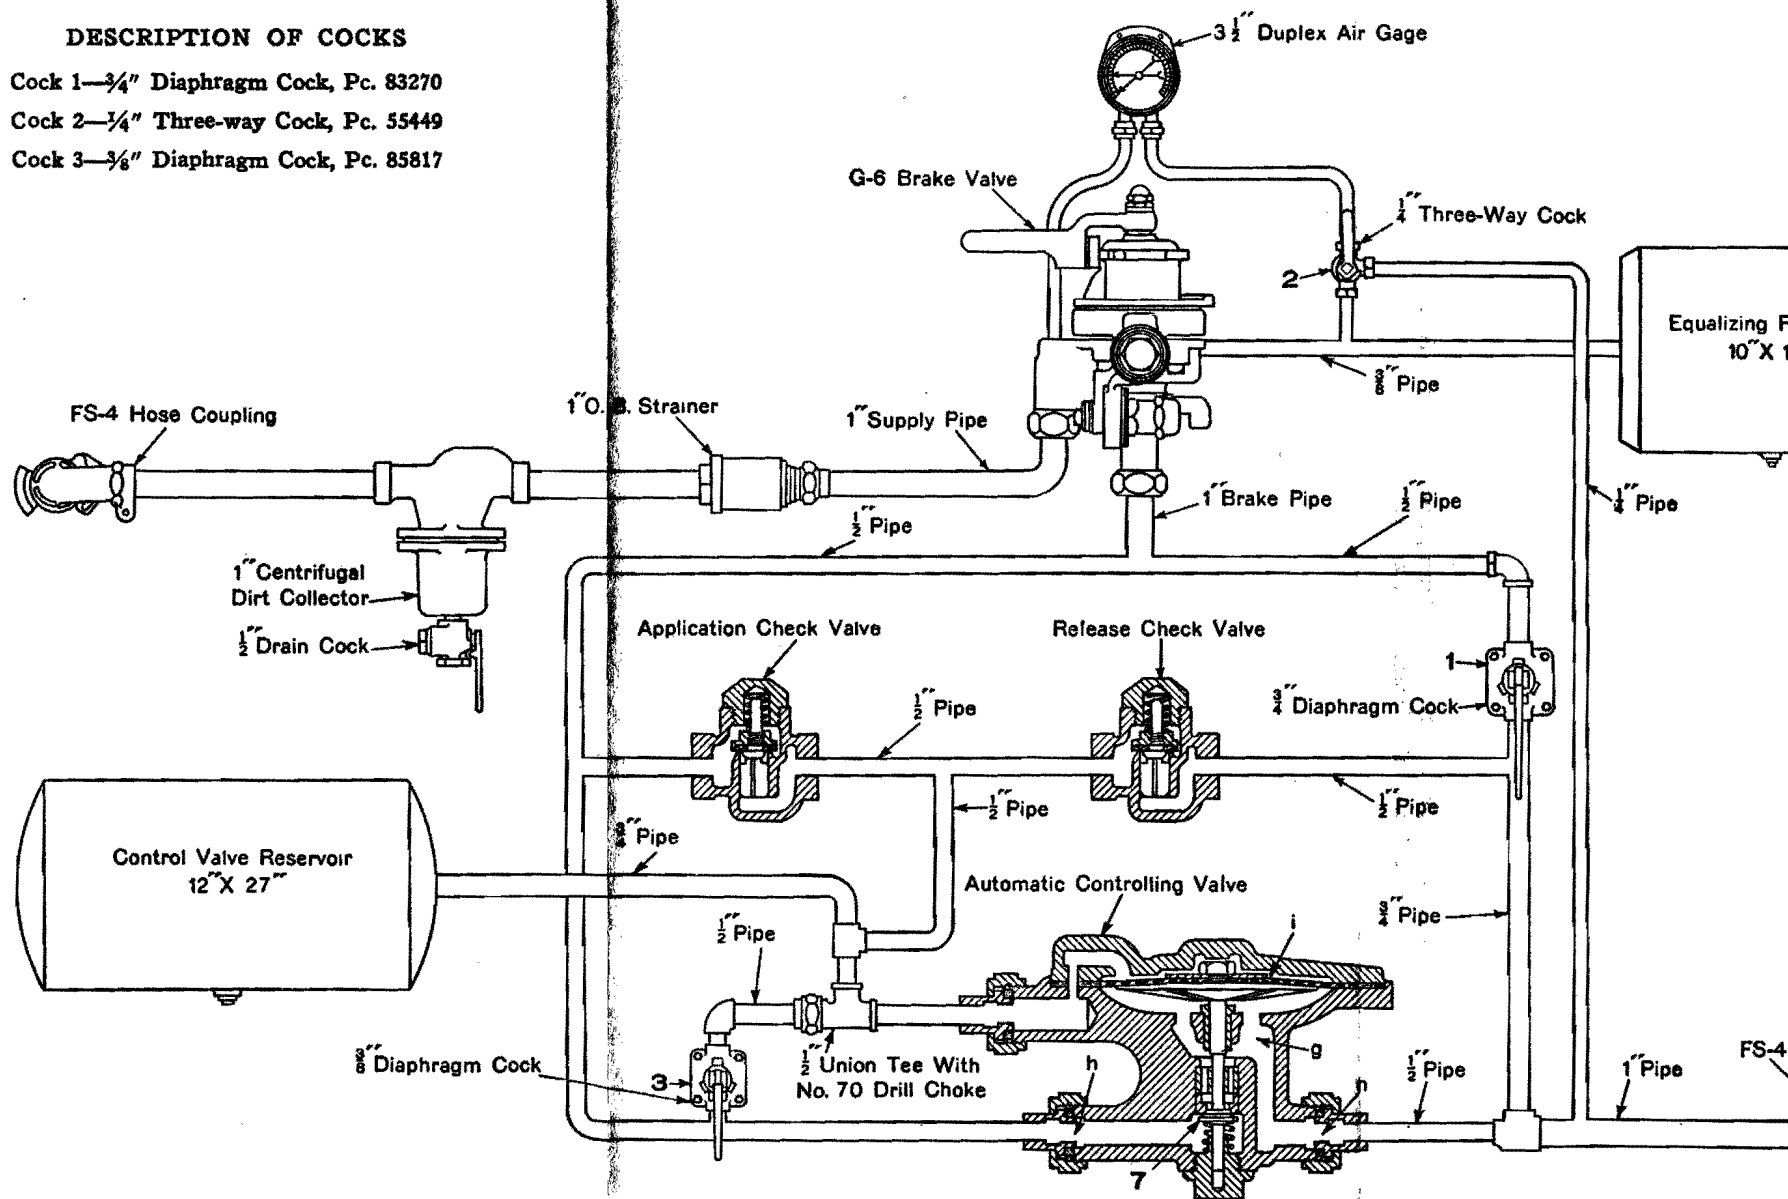 DESCRIPTION OF COCKS
Cock 1—3/4" Diaphragm Cock, Pc. 83270
Cock 2—1/4" Three-way Cock, Pc. 55449
Cock 3—3/8" Diaphragm Cock, Pc. 85817
3 1/2" Duplex Air Gage
G-6 Brake Valve
1/4" Three-Way Cock
2
Equalizing
10" X 1
3/8" Pipe
FS-4 Hose Coupling
1" O. B. Strainer
1" Supply Pipe
1" Brake Pipe
1/2" Pipe
1/4" Pipe
1/2" Pipe
1" Centrifugal
Dirt Collector
1/2" Drain Cock
Application Check Valve
Release Check Valve
1
3/4" Diaphragm Cock
1/2" Pipe
1/2" Pipe
1/2" Pipe
3/4" Pipe
Control Valve Reservoir
12" X 27"
Automatic Controlling Valve
3/4" Pipe
1/2" Pipe
i
3/8" Diaphragm Cock
3
1/2" Union Tee With
No. 70 Drill Choke
h
g
n
1/2" Pipe
1" Pipe
FS-4
7